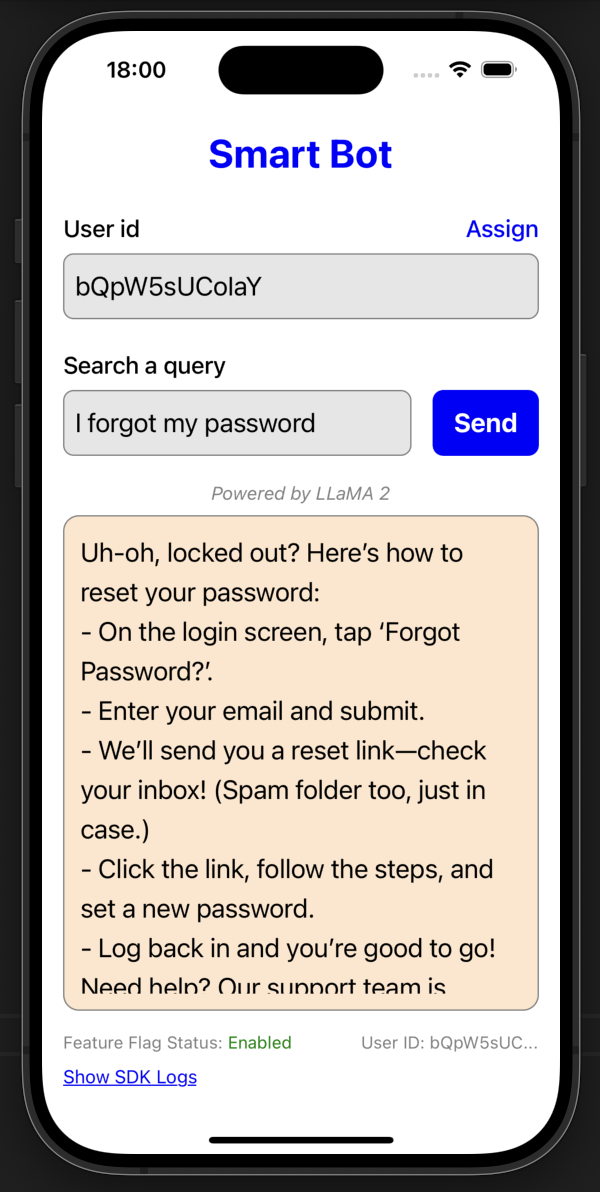 18:00
Smart Bot
User id
Assign
bQpW5sUColaY
Search a query
I forgot my password
Send
Powered by LLaMA 2
Uh-oh, locked out? Here’s how to
reset your password:
- On the login screen, tap ‘Forgot
Password?’.
- Enter your email and submit.
- We’ll send you a reset link—check
your inbox! (Spam folder too, just in
case.)
- Click the link, follow the steps, and
set a new password.
- Log back in and you’re good to go!
Need help? Our support team is
Feature Flag Status: Enabled
User ID: bQpW5sUC...
Show SDK Logs